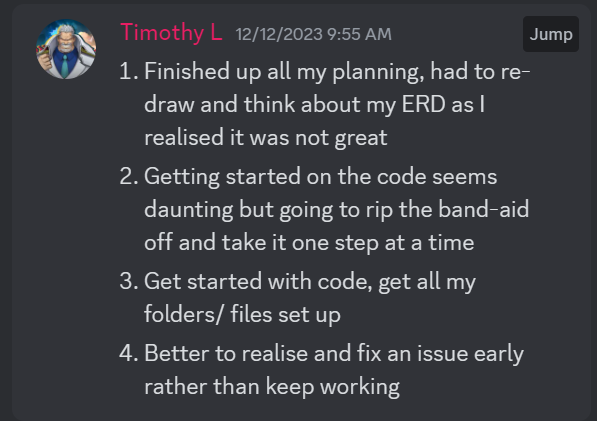 Timothy L 12/12/2023 9:55 AM Jump
1. Finished up all my planning, had to re-
draw and think about my ERD as I
realised it was not great
2. Getting started on the code seems
daunting but going to rip the band-aid
off and take it one step at a time
3. Get started with code, get all my
folders/ files set up
4. Better to realise and fix an issue early
rather than keep working